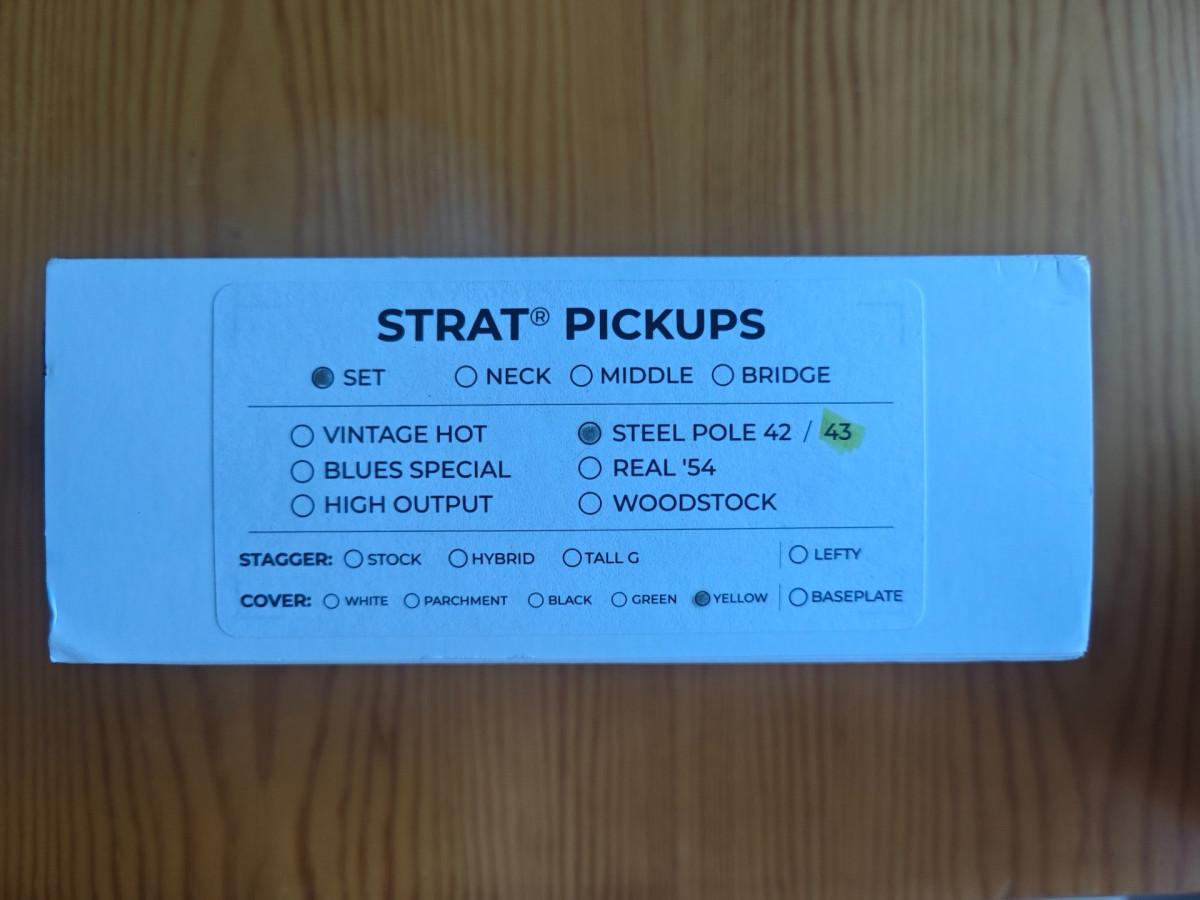 STRAT® PICKUPS
SET NECK MIDDLE BRIDGE
VINTAGE HOT STEEL POLE 42 / 43
BLUES SPECIAL REAL '54
HIGH OUTPUT WOODSTOCK
STAGGER: STOCK HYBRID TALL G LEFTY
COVER: WHITE PARCHMENT BLACK GREEN YELLOW BASEPLATE